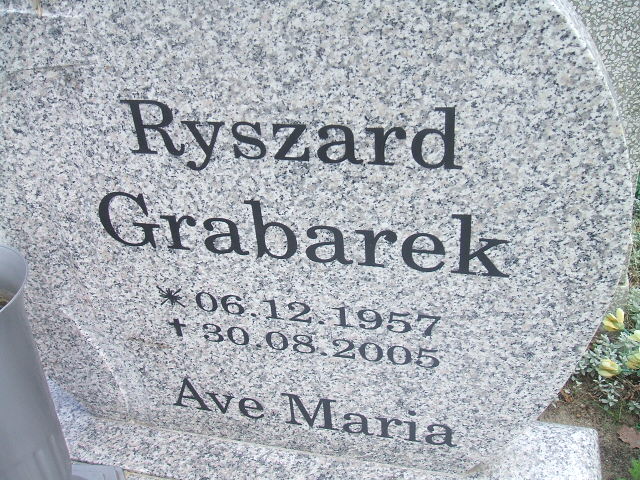 Ryszard
Grabarek
* 06.12.1957
✝ 30.08.2005
Ave Maria